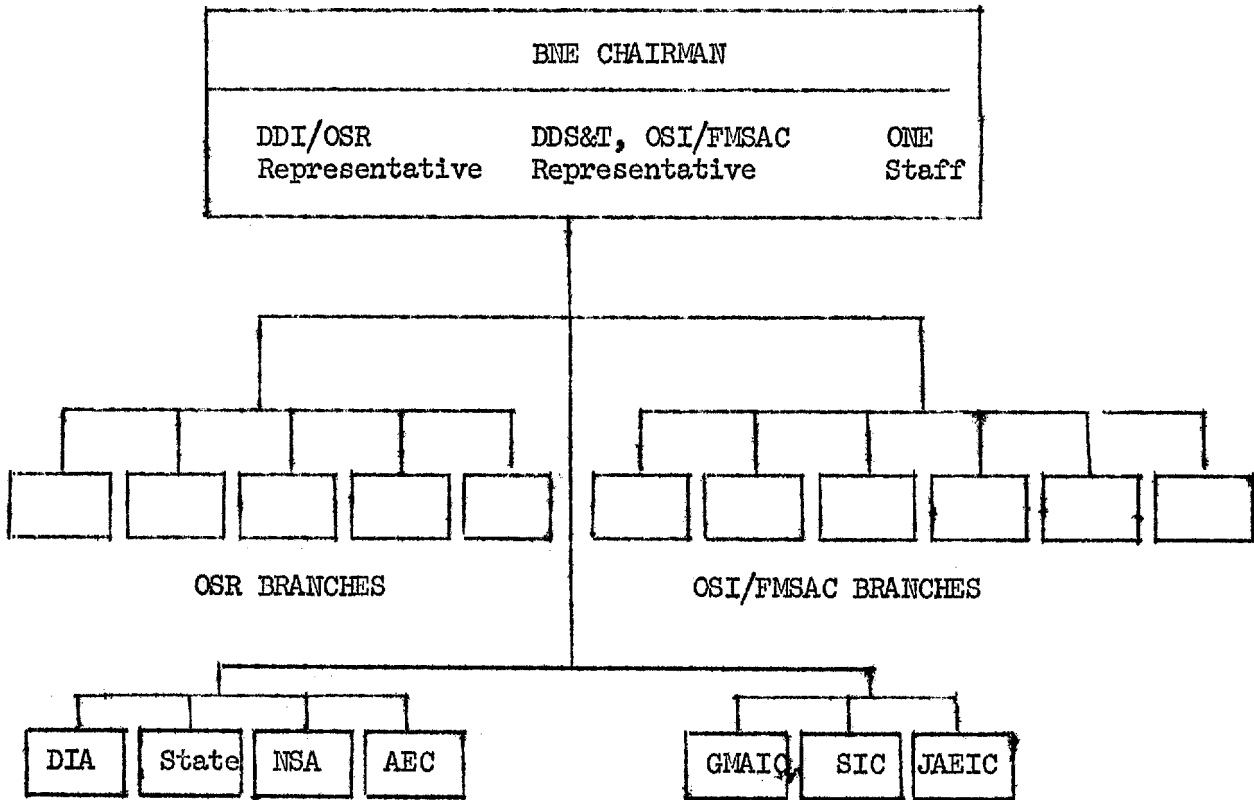 BNE CHAIRMAN
DDI/OSR DDS&T, OSI/FMSAC ONE
Representative Representative Staff
OSR BRANCHES OSI/FMSAC BRANCHES
DIA State NSA AEC GMAIC SIC JAEIC